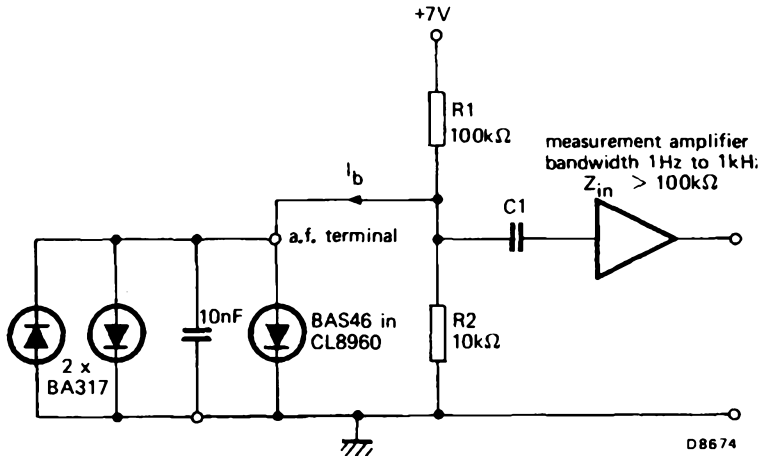 +7V
R1
100kΩ
measurement amplifier
bandwidth 1Hz to 1kHz
Zin > 100kΩ
Ib
C1
a.f. terminal
10nF
BAS46 in
CL8960
R2
10kΩ
2 x
BA317
D8674